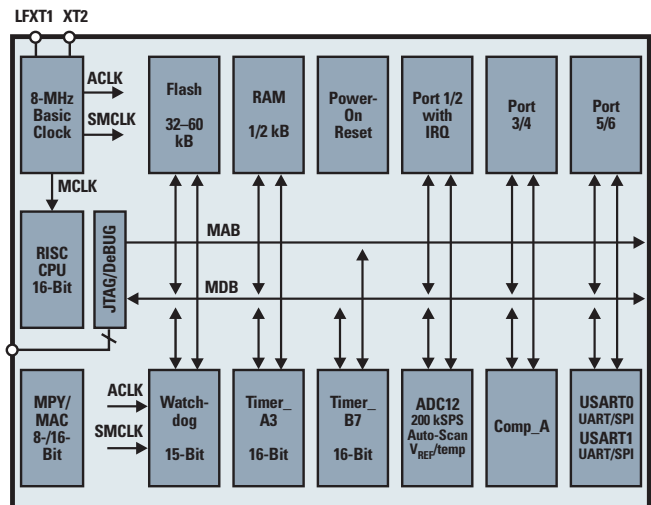 LFXT1 XT2
8-MHz
Basic
Clock
ACLK
SMCLK
MCLK
Flash
32–60
kB
RAM
1/2 kB
Power-
On
Reset
Port 1/2
with
IRQ
Port
3/4
Port
5/6
RISC
CPU
16-Bit
JTAG/DeBUG
MAB
MDB
MPY/
MAC
8-/16-
Bit
ACLK
SMCLK
Watch-
dog
15-Bit
Timer_
A3
16-Bit
Timer_
B7
16-Bit
ADC12
200 kSPS
Auto-Scan
VREF/temp
Comp_A
USART0
UART/SPI
USART1
UART/SPI